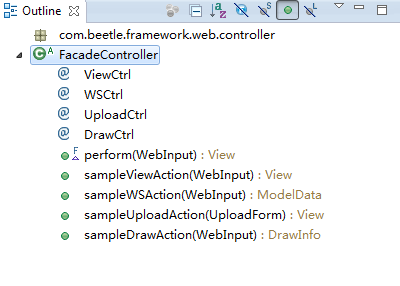 Outline
com.beetle.framework.web.controller
FacadeController
ViewCtrl
WSCtrl
UploadCtrl
DrawCtrl
perform(WebInput) : View
sampleViewAction(WebInput) : View
sampleWSAction(WebInput) : ModelData
sampleUploadAction(UploadForm) : View
sampleDrawAction(WebInput) : DrawInfo